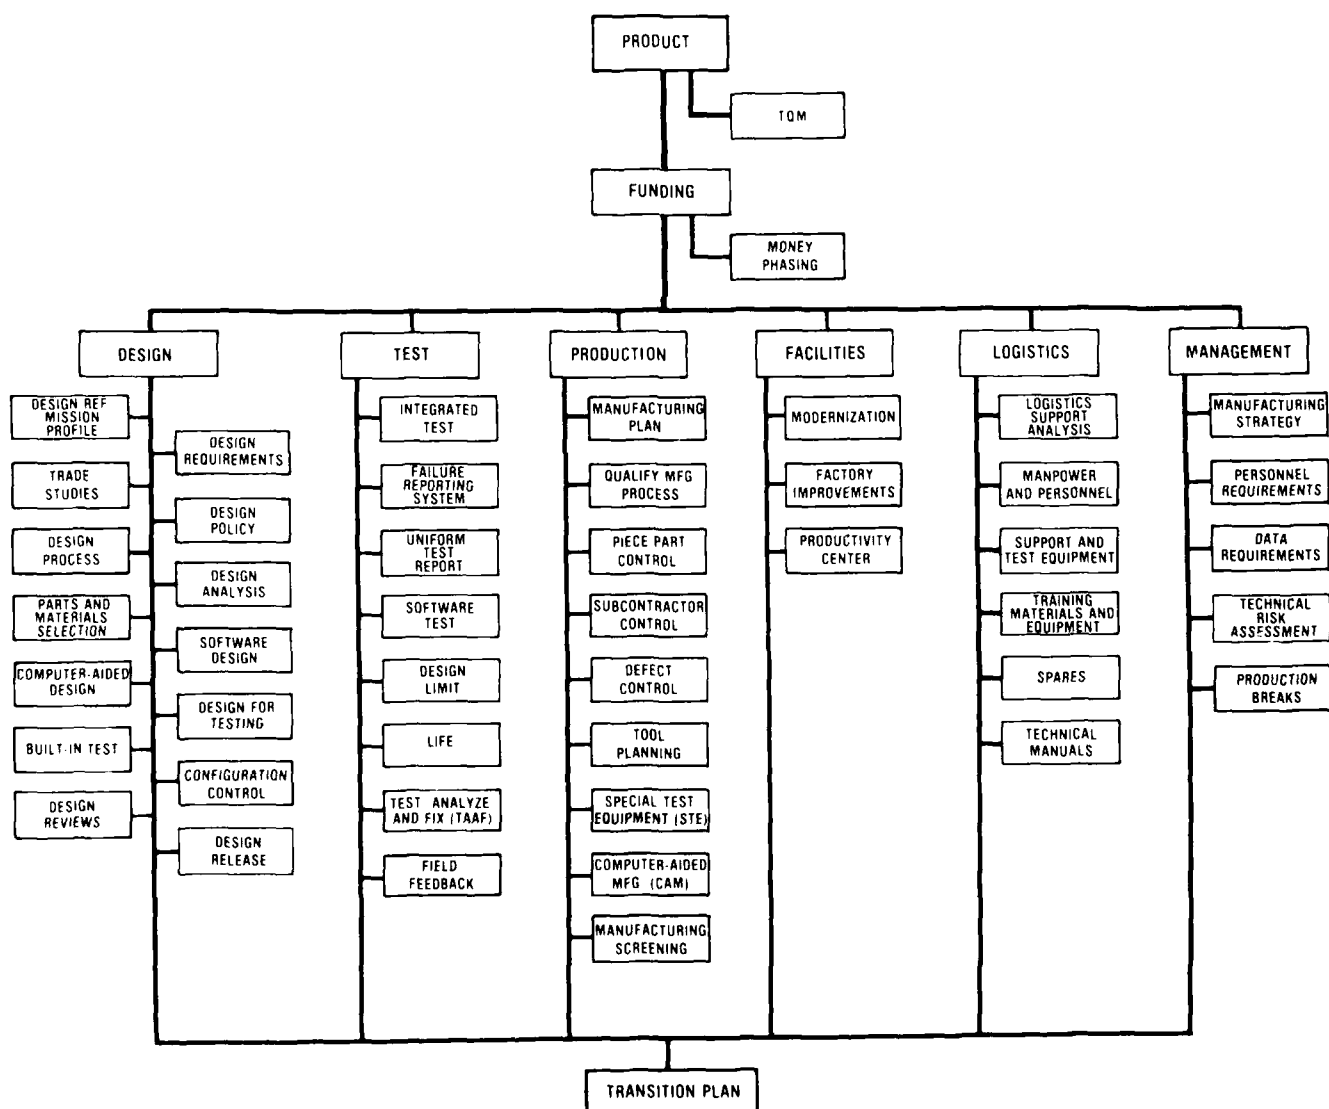 PRODUCT
TQM
FUNDING
MONEY
PHASING
DESIGN
TEST
PRODUCTION
FACILITIES
LOGISTICS
MANAGEMENT
DESIGN REF
MISSION
PROFILE
DESIGN
REQUIREMENTS
TRADE
STUDIES
DESIGN
POLICY
DESIGN
PROCESS
DESIGN
ANALYSIS
PARTS AND
MATERIALS
SELECTION
SOFTWARE
DESIGN
COMPUTER-AIDED
DESIGN
DESIGN FOR
TESTING
BUILT-IN TEST
CONFIGURATION
CONTROL
DESIGN
REVIEWS
DESIGN
RELEASE
INTEGRATED
TEST
FAILURE
REPORTING
SYSTEM
UNIFORM
TEST
REPORT
SOFTWARE
TEST
DESIGN
LIMIT
LIFE
TEST ANALYZE
AND FIX (TAAF)
FIELD
FEEDBACK
MANUFACTURING
PLAN
QUALIFY MFG
PROCESS
PIECE PART
CONTROL
SUBCONTRACTOR
CONTROL
DEFECT
CONTROL
TOOL
PLANNING
SPECIAL TEST
EQUIPMENT (STE)
COMPUTER-AIDED
MFG (CAM)
MANUFACTURING
SCREENING
MODERNIZATION
FACTORY
IMPROVEMENTS
PRODUCTIVITY
CENTER
LOGISTICS
SUPPORT
ANALYSIS
MANPOWER
AND PERSONNEL
SUPPORT AND
TEST EQUIPMENT
TRAINING
MATERIALS AND
EQUIPMENT
SPARES
TECHNICAL
MANUALS
MANUFACTURING
STRATEGY
PERSONNEL
REQUIREMENTS
DATA
REQUIREMENTS
TECHNICAL
RISK
ASSESSMENT
PRODUCTION
BREAKS
TRANSITION PLAN